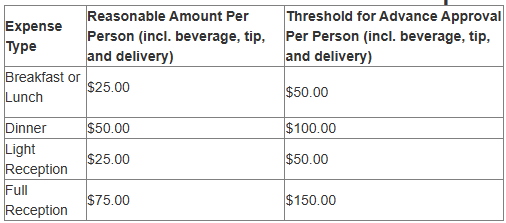 Expense
Type
Reasonable Amount Per
Person (incl. beverage, tip,
and delivery)
Threshold for Advance Approval
Per Person (incl. beverage, tip,
and delivery)
Breakfast or
Lunch
$25.00
$50.00
Dinner
$50.00
$100.00
Light
Reception
$25.00
$50.00
Full
Reception
$75.00
$150.00